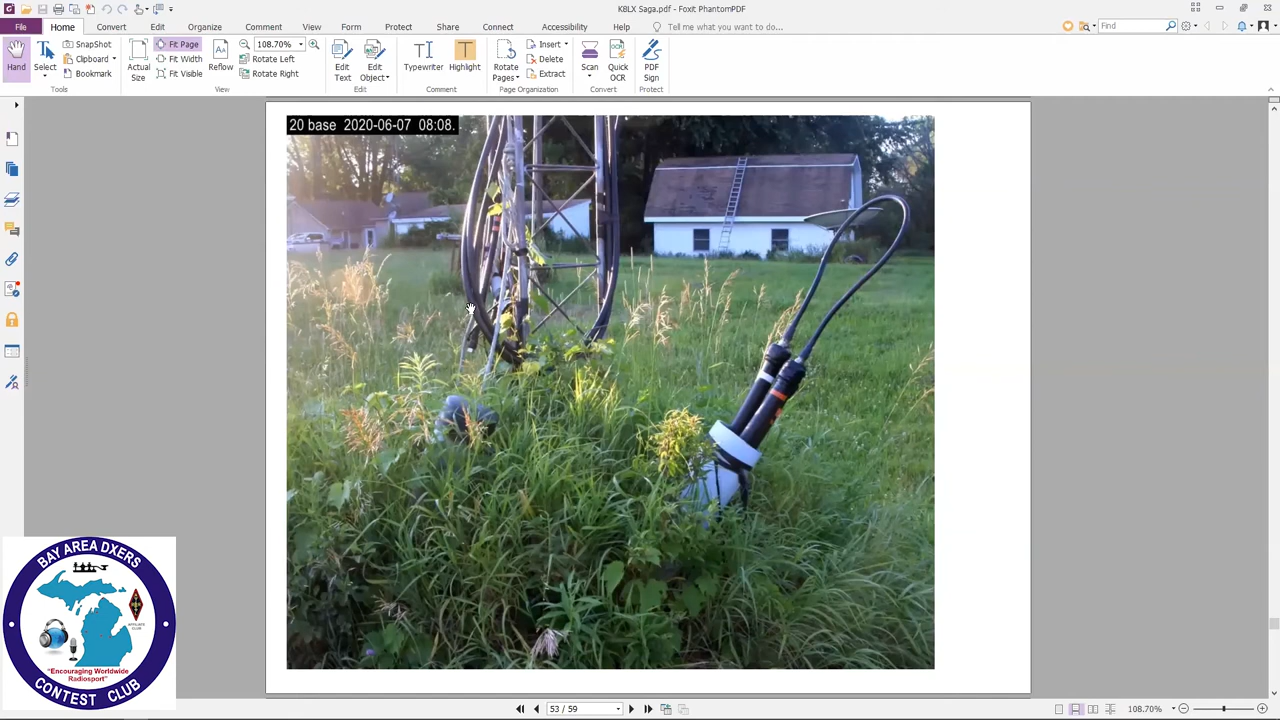 K8LX Saga.pdf - Foxit PhantomPDF
File Home Convert Edit Organize Comment View Form Protect Share Connect Accessibility Help Tell me what you want to do... Find
Hand
Select
SnapShot
Clipboard
Bookmark
Tools
Actual Size
Fit Page
Fit Width
Fit Visible
Reflow
108.70%
Rotate Left
Rotate Right
View
Edit Text
Edit Object
Edit
Typewriter
Highlight
Comment
Rotate Pages
Insert
Delete
Extract
Page Organization
Scan
Quick OCR
Convert
PDF Sign
Protect
20 base 2020-06-07 08:08.
BAY AREA DXERS
AFFILIATE CLUB
"Encouraging Worldwide
Radiosport"
CONTEST CLUB
53 / 59
108.70%